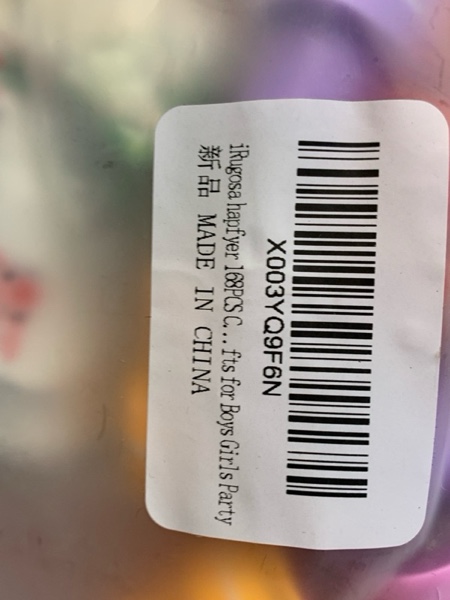 X003YQ9F6N
iRugosa hapfyer 168PCS C...fts for Boys Girls Party
新品 MADE IN CHINA